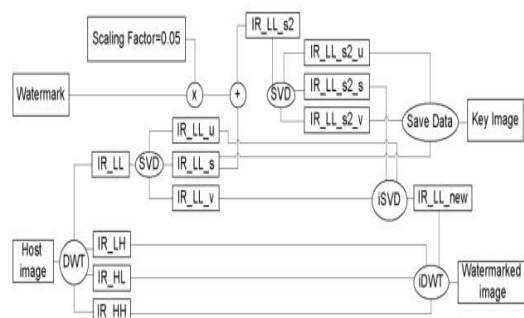 IR_LL_s2
Scaling Factor=0.05
IR_LL_s2_u
Watermark
x
+
SVD
IR_LL_s2_s
IR_LL_s2_v
Save Data
Key Image
IR_LL_u
IR_LL
SVD
IR_LL_s
IR_LL_v
iSVD
IR_LL_new
Host
image
DWT
IR_LH
IR_HL
IR_HH
iDWT
Watermarked
image